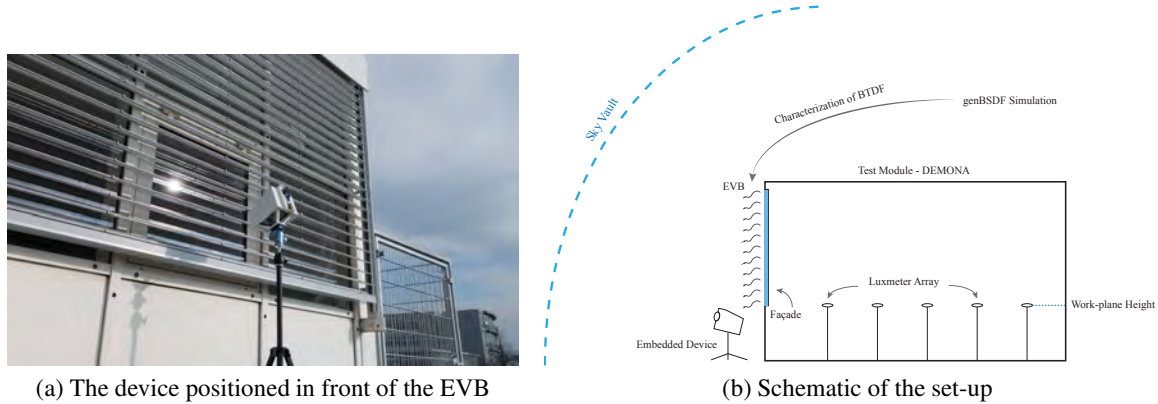 Sky Vault
Characterization of BTDF
genBSDF Simulation
Test Module - DEMONA
EVB
Luxmeter Array
Façade
Work-plane Height
Embedded Device
(a) The device positioned in front of the EVB
(b) Schematic of the set-up